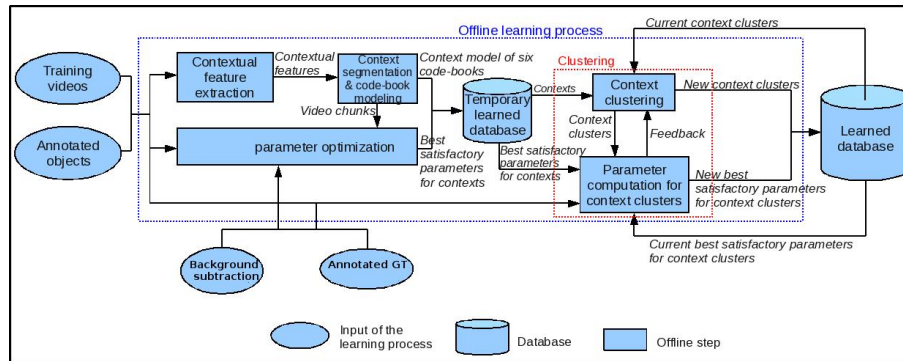 Current context clusters
Offline learning process
Training
videos
Contextual
feature
extraction
Contextual
features
Context
segmentation
& code-book
modeling
Context model of six
code-books
Clustering
Video chunks
Temporary
learned
database
Contexts
Context
clustering
New context clusters
Annotated
objects
parameter optimization
Best
satisfactory
parameters
for contexts
Best satisfactory
parameters
for contexts
Context
clusters
Feedback
Parameter
computation for
context clusters
New best
satisfactory parameters
for context clusters
Learned
database
Background
subtraction
Annotated GT
Current best satisfactory parameters
for context clusters
Input of the
learning process
Database
Offline step